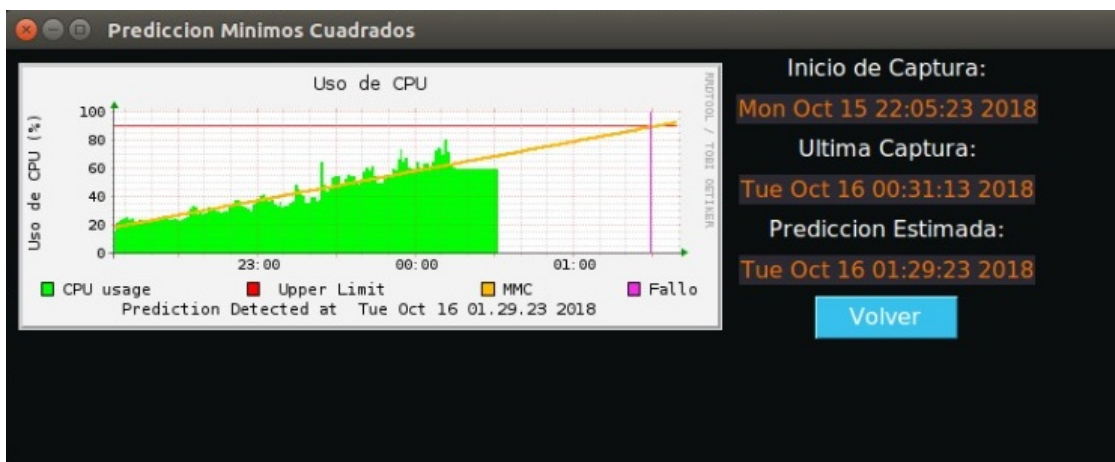 Prediccion Minimos Cuadrados
Uso de CPU
Uso de CPU (%)
100
80
60
40
20
0
23:00 00:00 01:00
CPU usage Upper Limit MMC Fallo
Prediction Detected at Tue Oct 16 01.29.23 2018
RRDTOOL / TOBI OETIKER
Inicio de Captura:
Mon Oct 15 22:05:23 2018
Ultima Captura:
Tue Oct 16 00:31:13 2018
Prediccion Estimada:
Tue Oct 16 01:29:23 2018
Volver